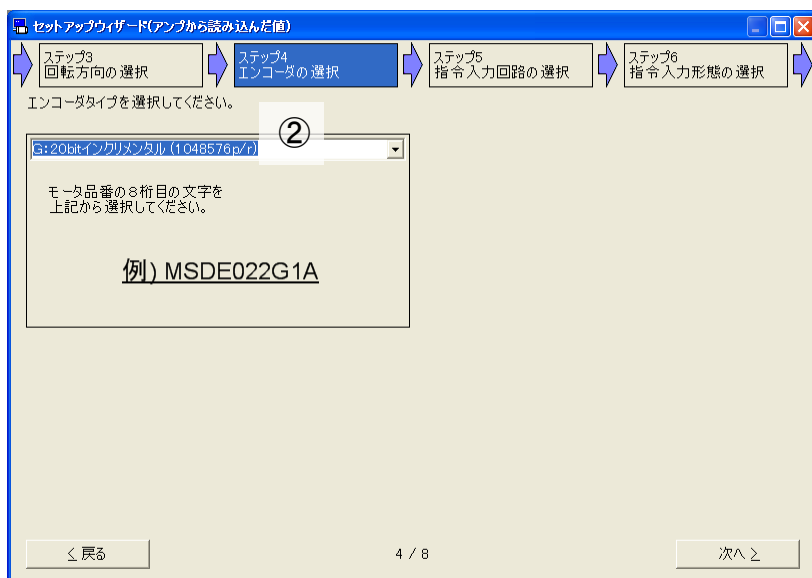 セットアップウィザード(アンプから読み込んだ値)
ステップ3
回転方向の選択
ステップ4
エンコーダの選択
ステップ5
指令入力回路の選択
ステップ6
指令入力形態の選択
エンコーダタイプを選択してください。
②
G:20bitインクリメンタル(1048576p/r)
モータ品番の8桁目の文字を
上記から選択してください。
例) MSDE022G1A
< 戻る
4 / 8
次へ >